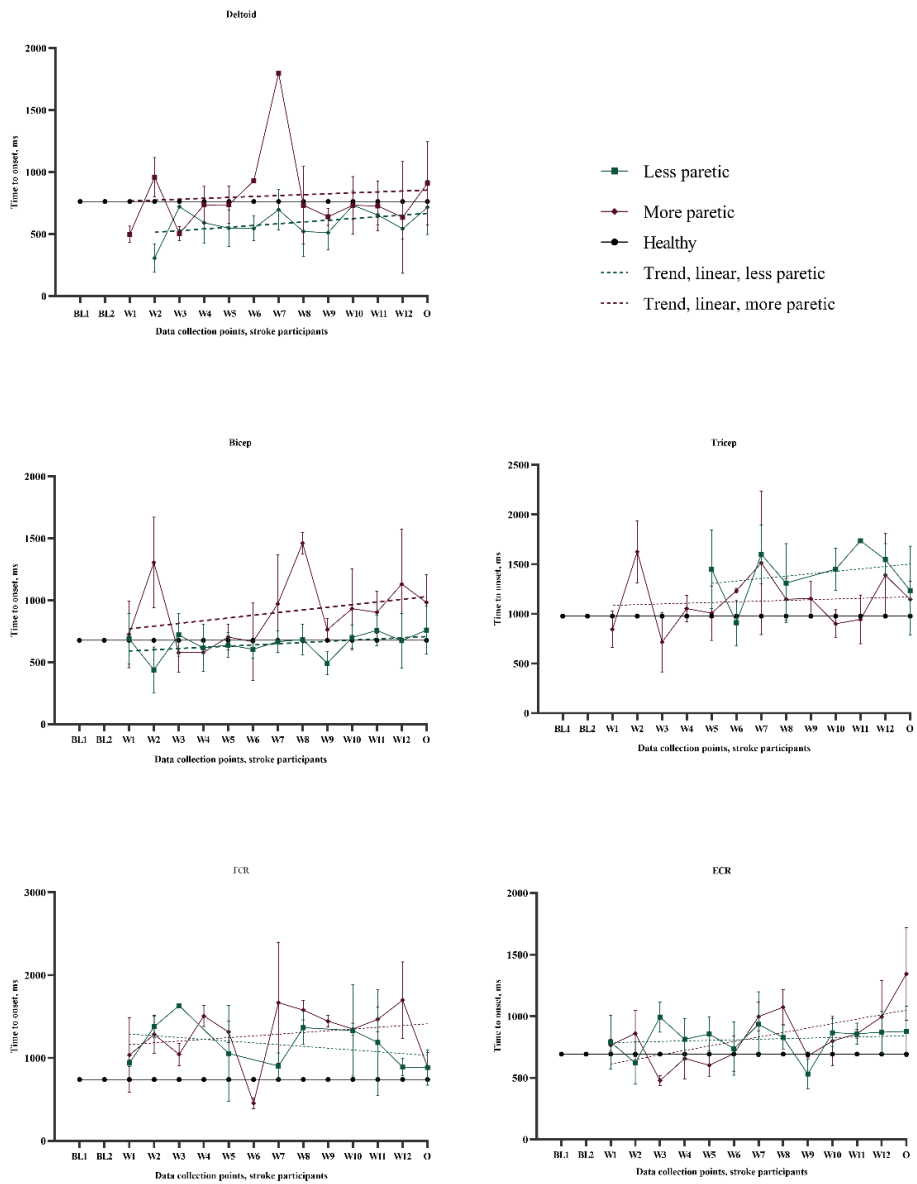 Deltoid
2000
1500
1000
500
0
Time to onset, ms
BL1 BL2 W1 W2 W3 W4 W5 W6 W7 W8 W9 W10 W11 W12 O
Data collection points, stroke participants
Less paretic
More paretic
Healthy
Trend, linear, less paretic
Trend, linear, more paretic
Bicep
2000
1500
1000
500
0
Time to onset, ms
BL1 BL2 W1 W2 W3 W4 W5 W6 W7 W8 W9 W10 W11 W12 O
Data collection points, stroke participants
Tricep
2500
2000
1500
1000
500
0
Time to onset, ms
BL1 BL2 W1 W2 W3 W4 W5 W6 W7 W8 W9 W10 W11 W12 O
Data collection points, stroke participants
FCR
3000
2000
1000
0
Time to onset, ms
BL1 BL2 W1 W2 W3 W4 W5 W6 W7 W8 W9 W10 W11 W12 O
Data collection points, stroke participants
ECR
2000
1500
1000
500
0
Time to onset, ms
BL1 BL2 W1 W2 W3 W4 W5 W6 W7 W8 W9 W10 W11 W12 O
Data collection points, stroke participants